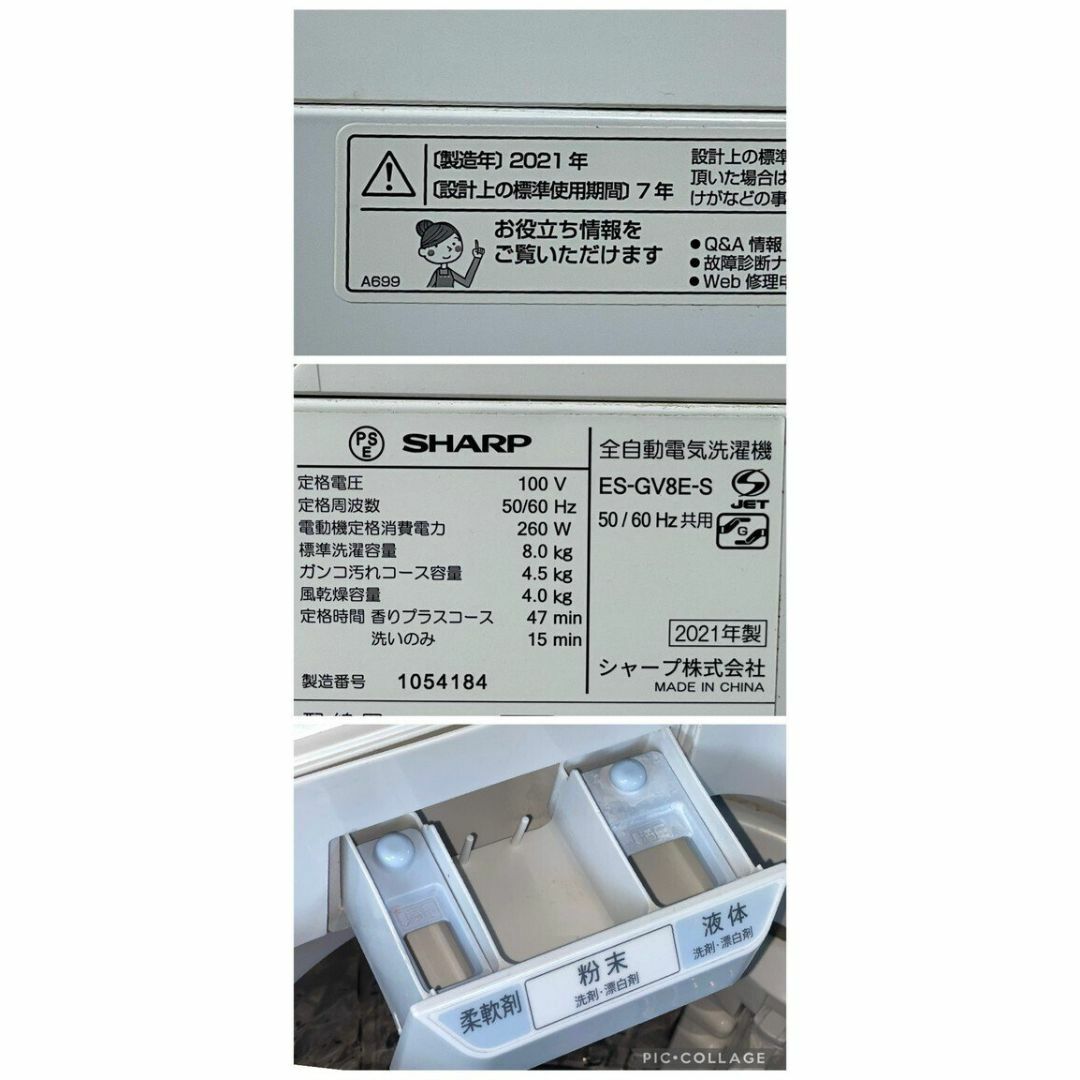 〔製造年〕2021年
〔設計上の標準使用期間〕7年
設計上の標準
頂いた場合は
けがなどの事
お役立ち情報を
ご覧いただけます
A699
●Q&A 情報
●故障診断ナ
●Web 修理申
PS
E
SHARP
定格電圧 100 V
定格周波数 50/60 Hz
電動機定格消費電力 260 W
標準洗濯容量 8.0 kg
ガンコ汚れコース容量 4.5 kg
風乾燥容量 4.0 kg
定格時間 香りプラスコース 47 min
洗いのみ 15 min
製造番号 1054184
全自動電気洗濯機
ES-GV8E-S
JET
50/60 Hz 共用
G
2021年製
シャープ株式会社
MADE IN CHINA
柔軟剤
粉末
洗剤・漂白剤
液体
洗剤・漂白剤
PIC•COLLAGE